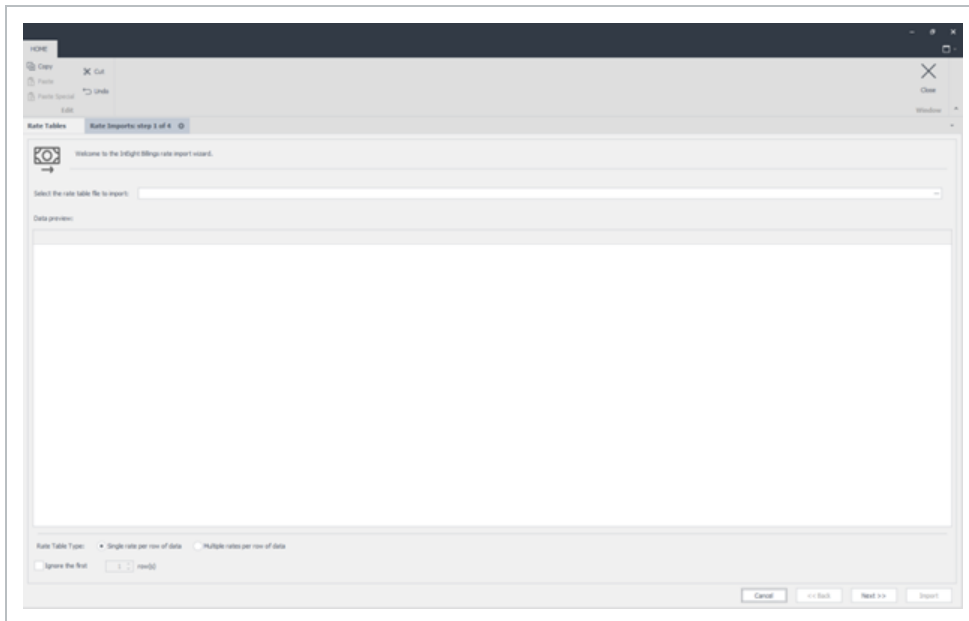 HOME
Copy
Cut
Paste
Undo
Paste Special
Edit
Close
Window
Rate Tables
Rate Imports: step 1 of 4
Welcome to the InEight Billings rate import wizard.
Select the rate table file to import:
Data preview:
Rate Table Type: Single rate per row of data Multiple rates per row of data
Ignore the first 1 row(s)
Cancel << Back Next >> Import